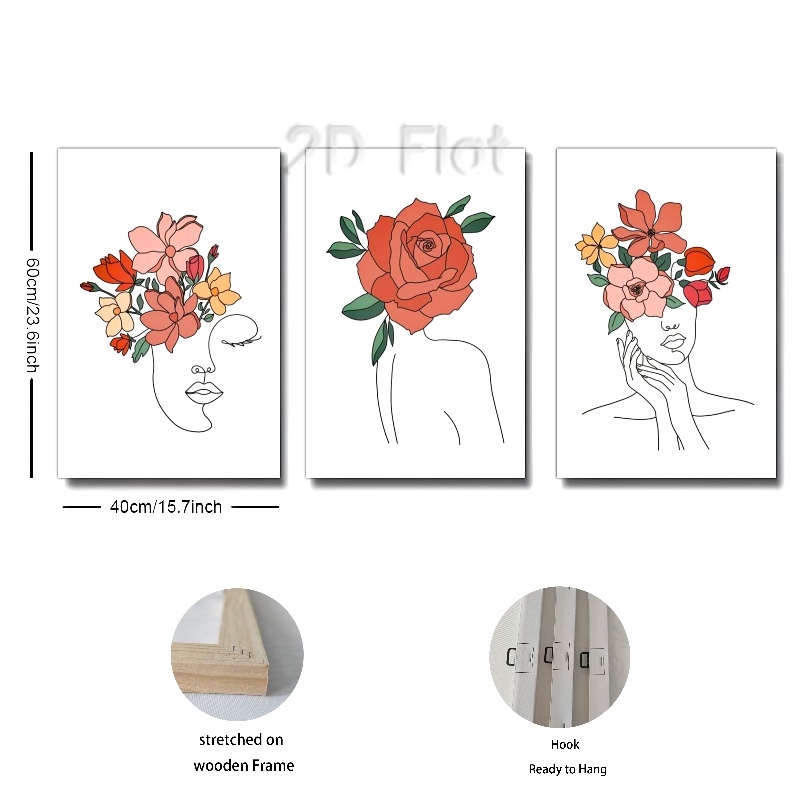 2D Flat
60cm/23.6inch
40cm/15.7inch
stretched on
wooden Frame
Hook
Ready to Hang